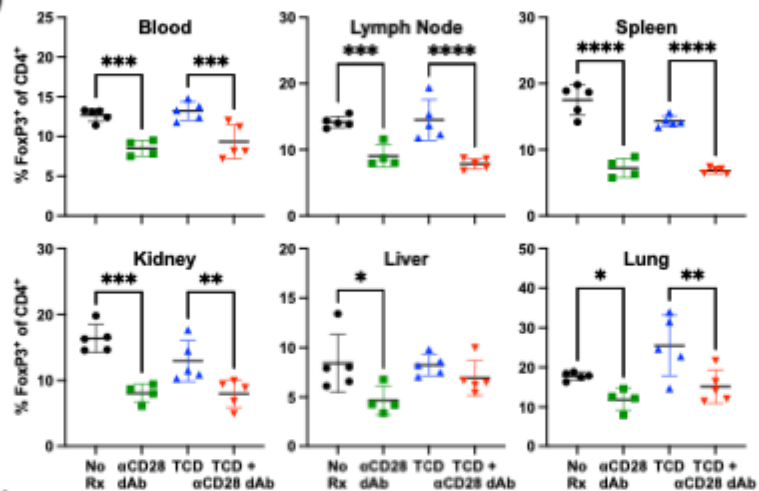 Blood
% FoxP3⁺ of CD4⁺
25
20
15
10
5
0
*** ***
Lymph Node
30
20
10
0
*** ****
Spleen
30
20
10
0
**** ****
Kidney
% FoxP3⁺ of CD4⁺
30
20
10
0
*** **
No Rx
αCD28 dAb
TCD
TCD + αCD28 dAb
Liver
20
15
10
5
0
*
No Rx
αCD28 dAb
TCD
TCD + αCD28 dAb
Lung
50
40
30
20
10
0
* **
No Rx
αCD28 dAb
TCD
TCD + αCD28 dAb